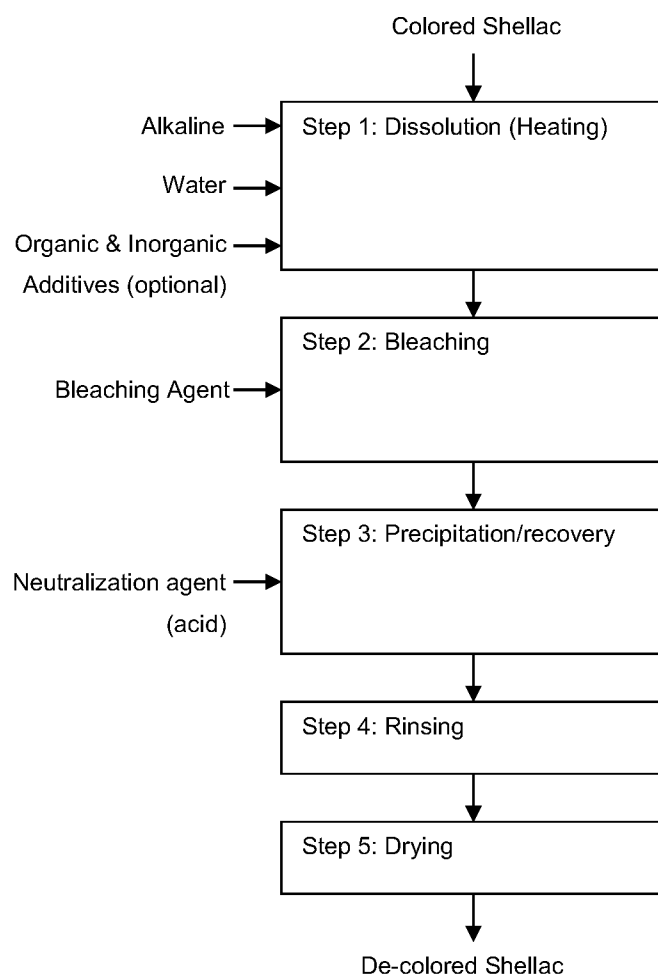 Colored Shellac
Alkaline
Step 1: Dissolution (Heating)
Water
Organic & Inorganic
Additives (optional)
Step 2: Bleaching
Bleaching Agent
Step 3: Precipitation/recovery
Neutralization agent
(acid)
Step 4: Rinsing
Step 5: Drying
De-colored Shellac